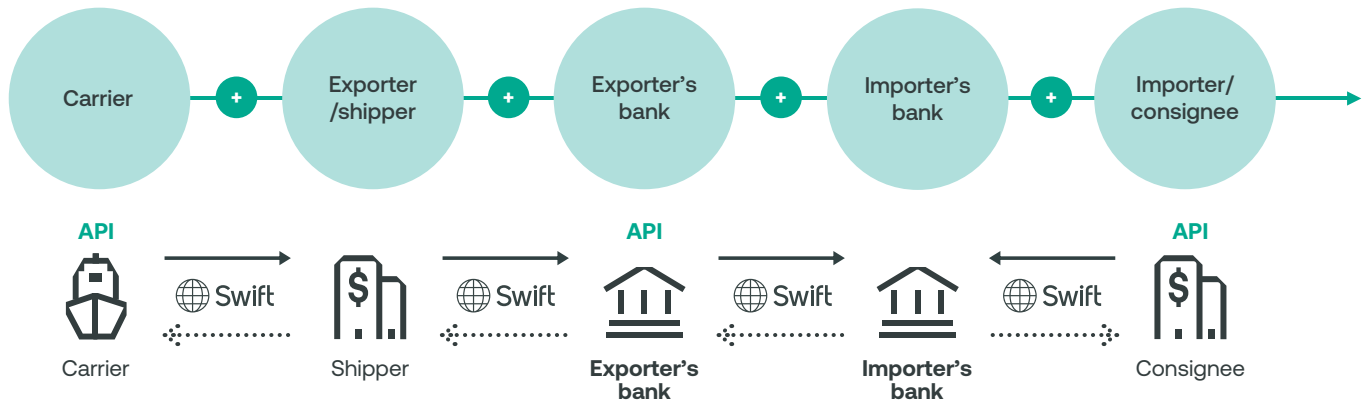 Carrier
+
Exporter
/shipper
+
Exporter’s
bank
+
Importer’s
bank
+
Importer/
consignee
API
API
API
$
$
Swift
Swift
Swift
Swift
Carrier
Shipper
Exporter’s
bank
Importer’s
bank
Consignee